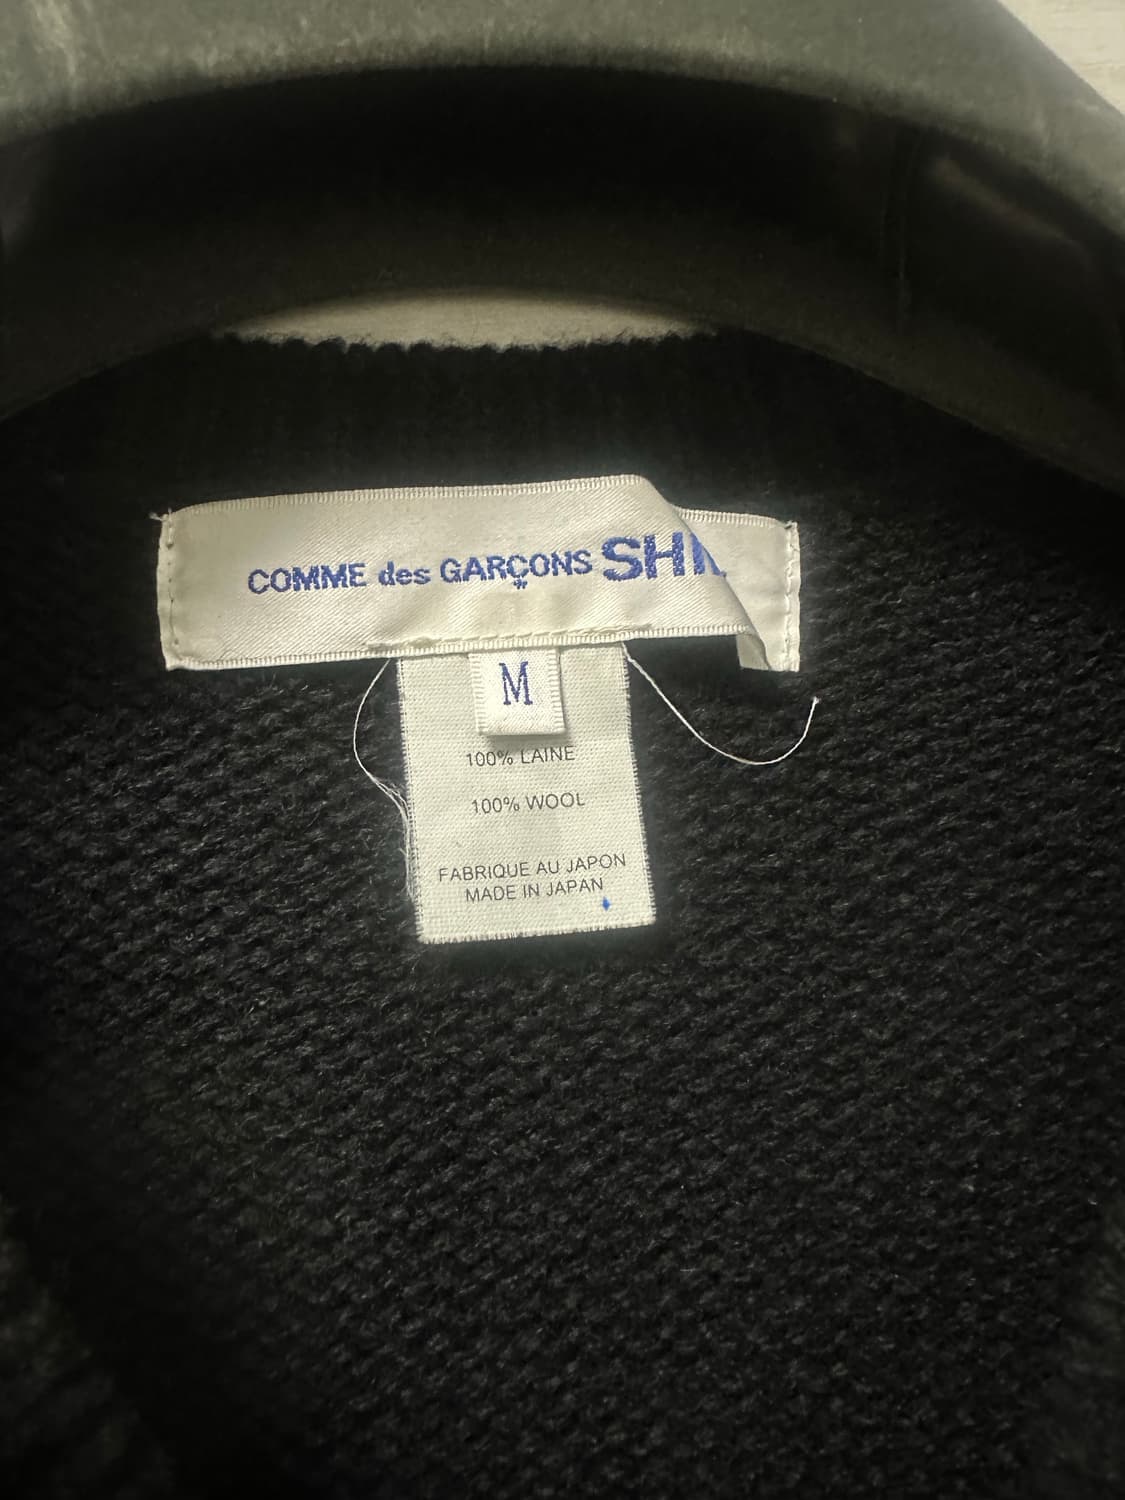 COMME des GARÇONS SHI
M
100% LAINE
100% WOOL
FABRIQUE AU JAPON
MADE IN JAPAN